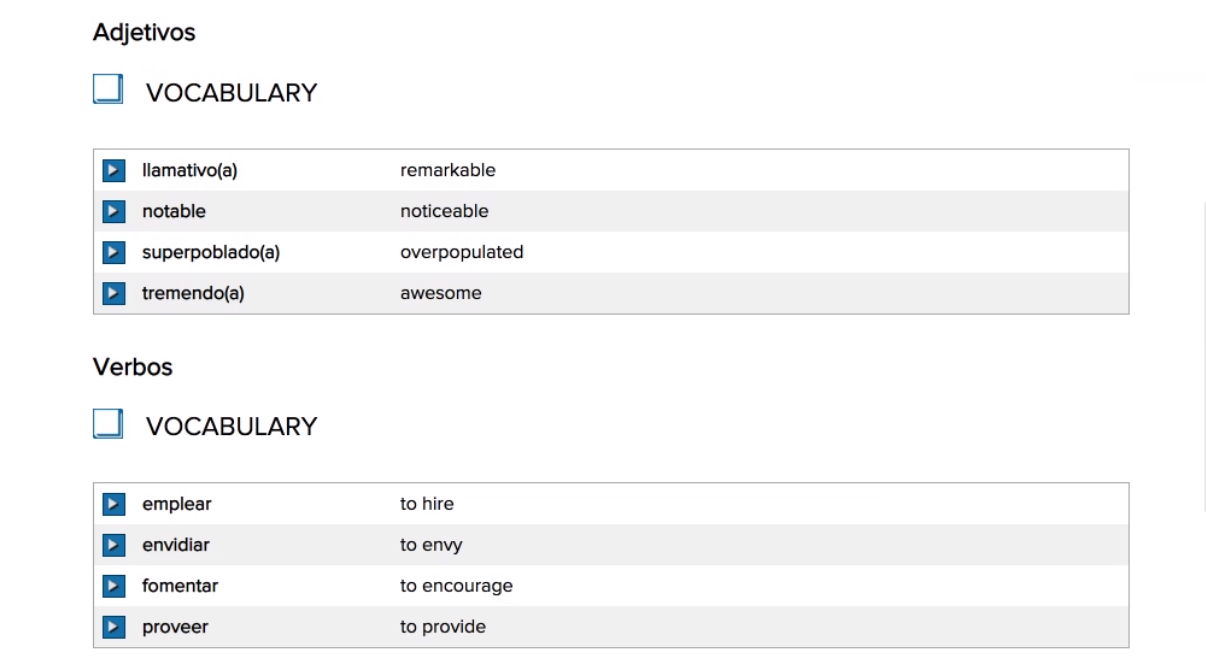 Adjetivos
VOCABULARY
llamativo(a) remarkable
notable noticeable
superpoblado(a) overpopulated
tremendo(a) awesome
Verbos
VOCABULARY
emplear to hire
envidiar to envy
fomentar to encourage
proveer to provide